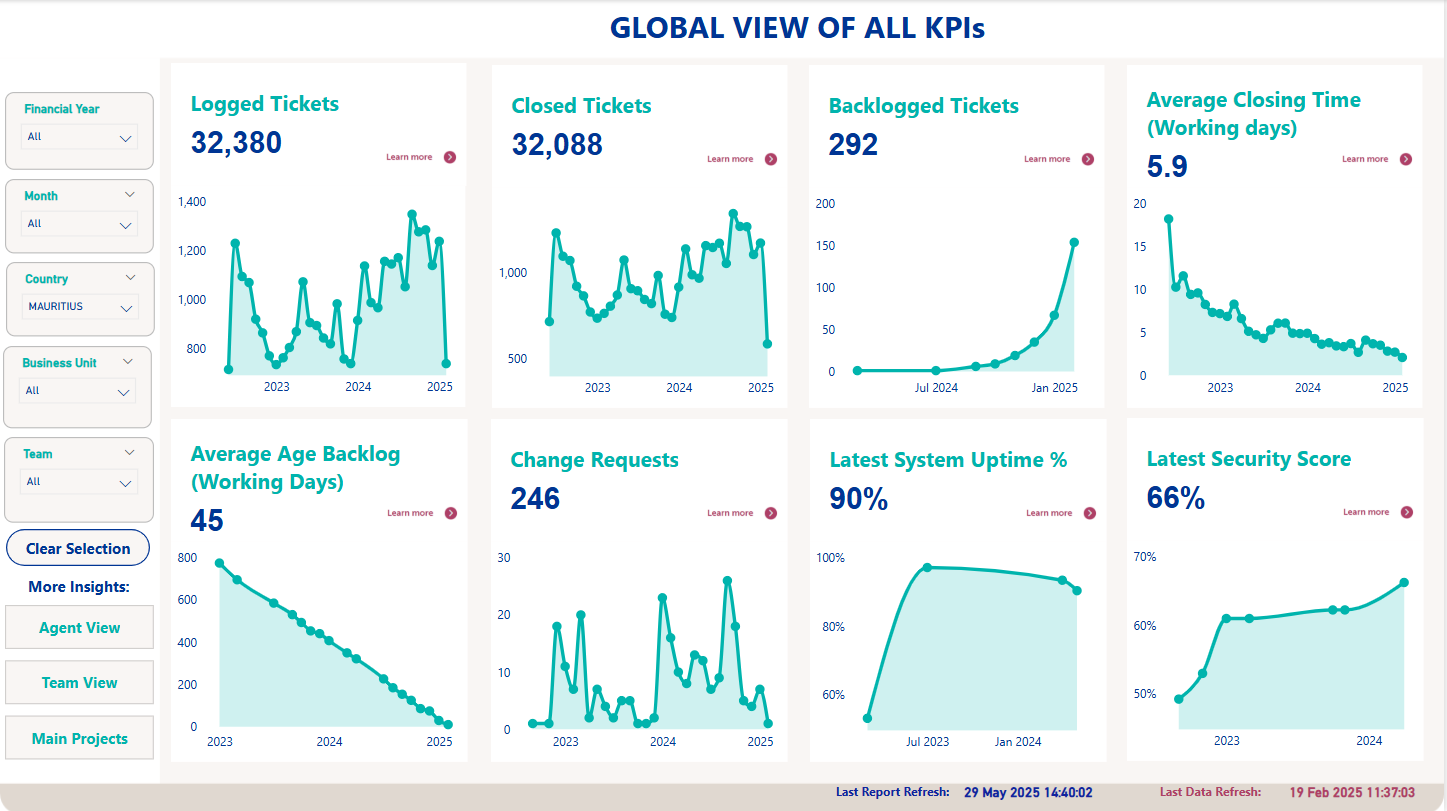 GLOBAL VIEW OF ALL KPIs
Financial Year
All
Month
All
Country
MAURITIUS
Business Unit
All
Team
All
Clear Selection
More Insights:
Agent View
Team View
Main Projects
Logged Tickets
32,380
Learn more
1,400
1,200
1,000
800
2023 2024 2025
Closed Tickets
32,088
Learn more
1,000
500
2023 2024 2025
Backlogged Tickets
292
Learn more
200
150
100
50
0
Jul 2024 Jan 2025
Average Closing Time
(Working days)
5.9
Learn more
20
15
10
5
0
2023 2024 2025
Average Age Backlog
(Working Days)
45
Learn more
800
600
400
200
0
2023 2024 2025
Change Requests
246
Learn more
30
20
10
0
2023 2024 2025
Latest System Uptime %
90%
Learn more
100%
80%
60%
Jul 2023 Jan 2024
Latest Security Score
66%
Learn more
70%
60%
50%
2023 2024
Last Report Refresh: 29 May 2025 14:40:02 Last Data Refresh: 19 Feb 2025 11:37:03